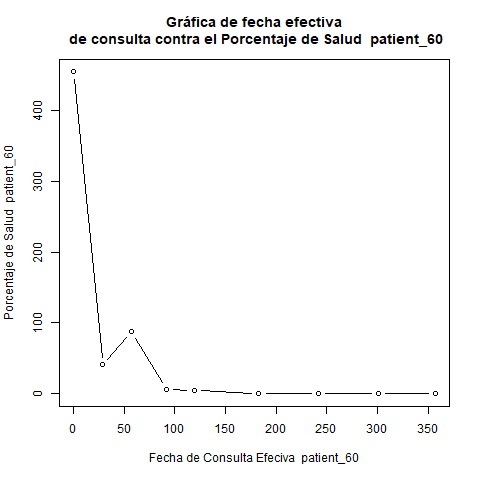 Gráfica de fecha efectiva
de consulta contra el Porcentaje de Salud  patient_60
Porcentaje de Salud  patient_60
400
300
200
100
0
0 50 100 150 200 250 300 350
Fecha de Consulta Efeciva  patient_60